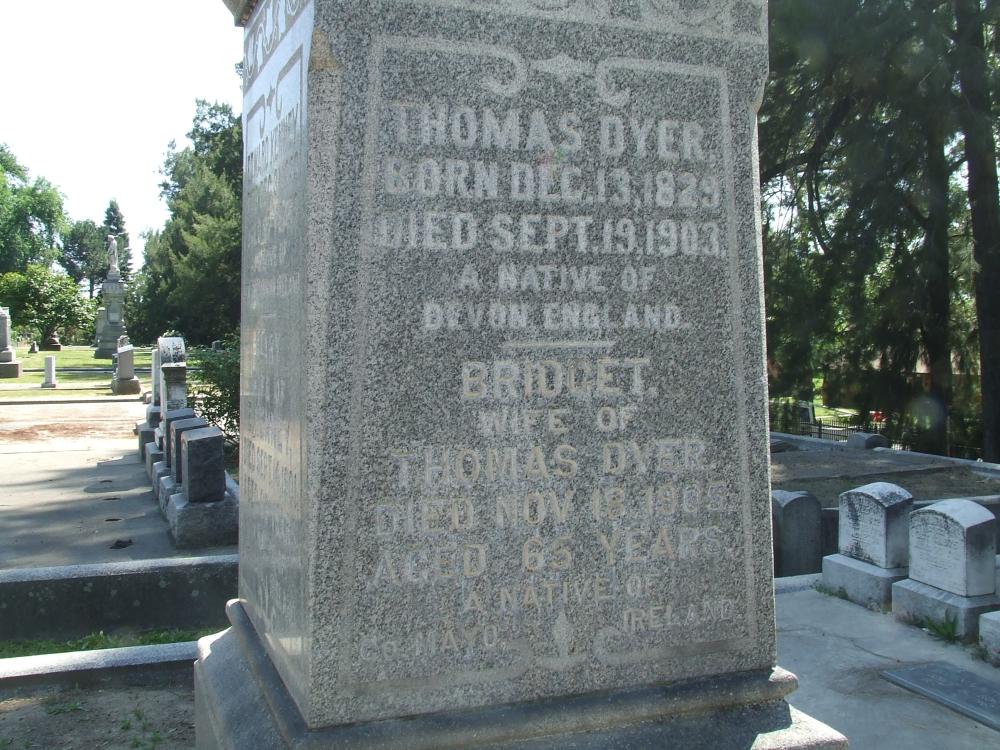 THOMAS DYER,
BORN DEC. 13, 1829
DIED SEPT. 19, 1903.
A NATIVE OF
DEVON, ENGLAND.
BRIDGET.
WIFE OF
THOMAS DYER.
DIED NOV 18, 1905.
AGED 65 YEARS.
A NATIVE OF
CO. MAYO. IRELAND.